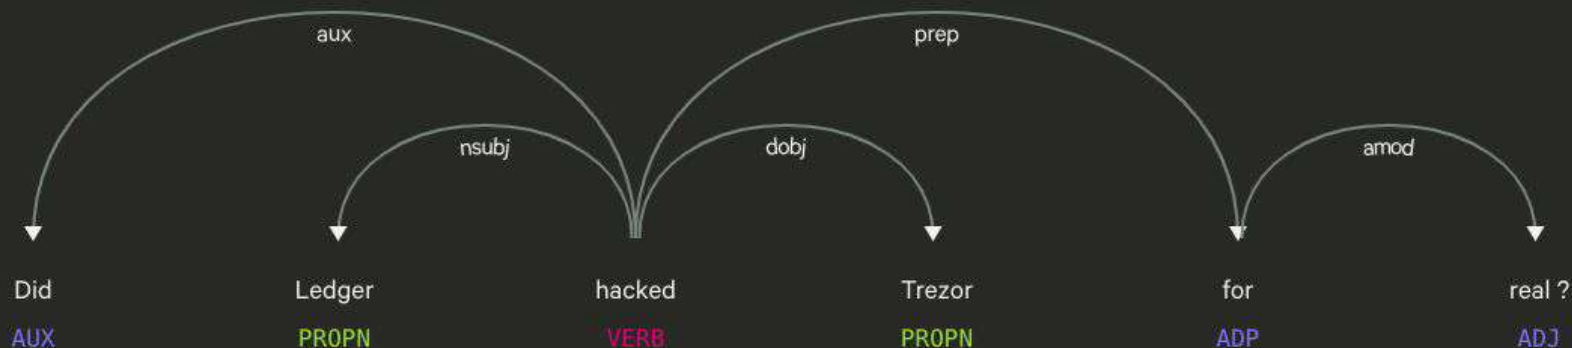 aux prep
nsubj dobj amod
Did Ledger hacked Trezor for real ?
AUX PROPN VERB PROPN ADP ADJ